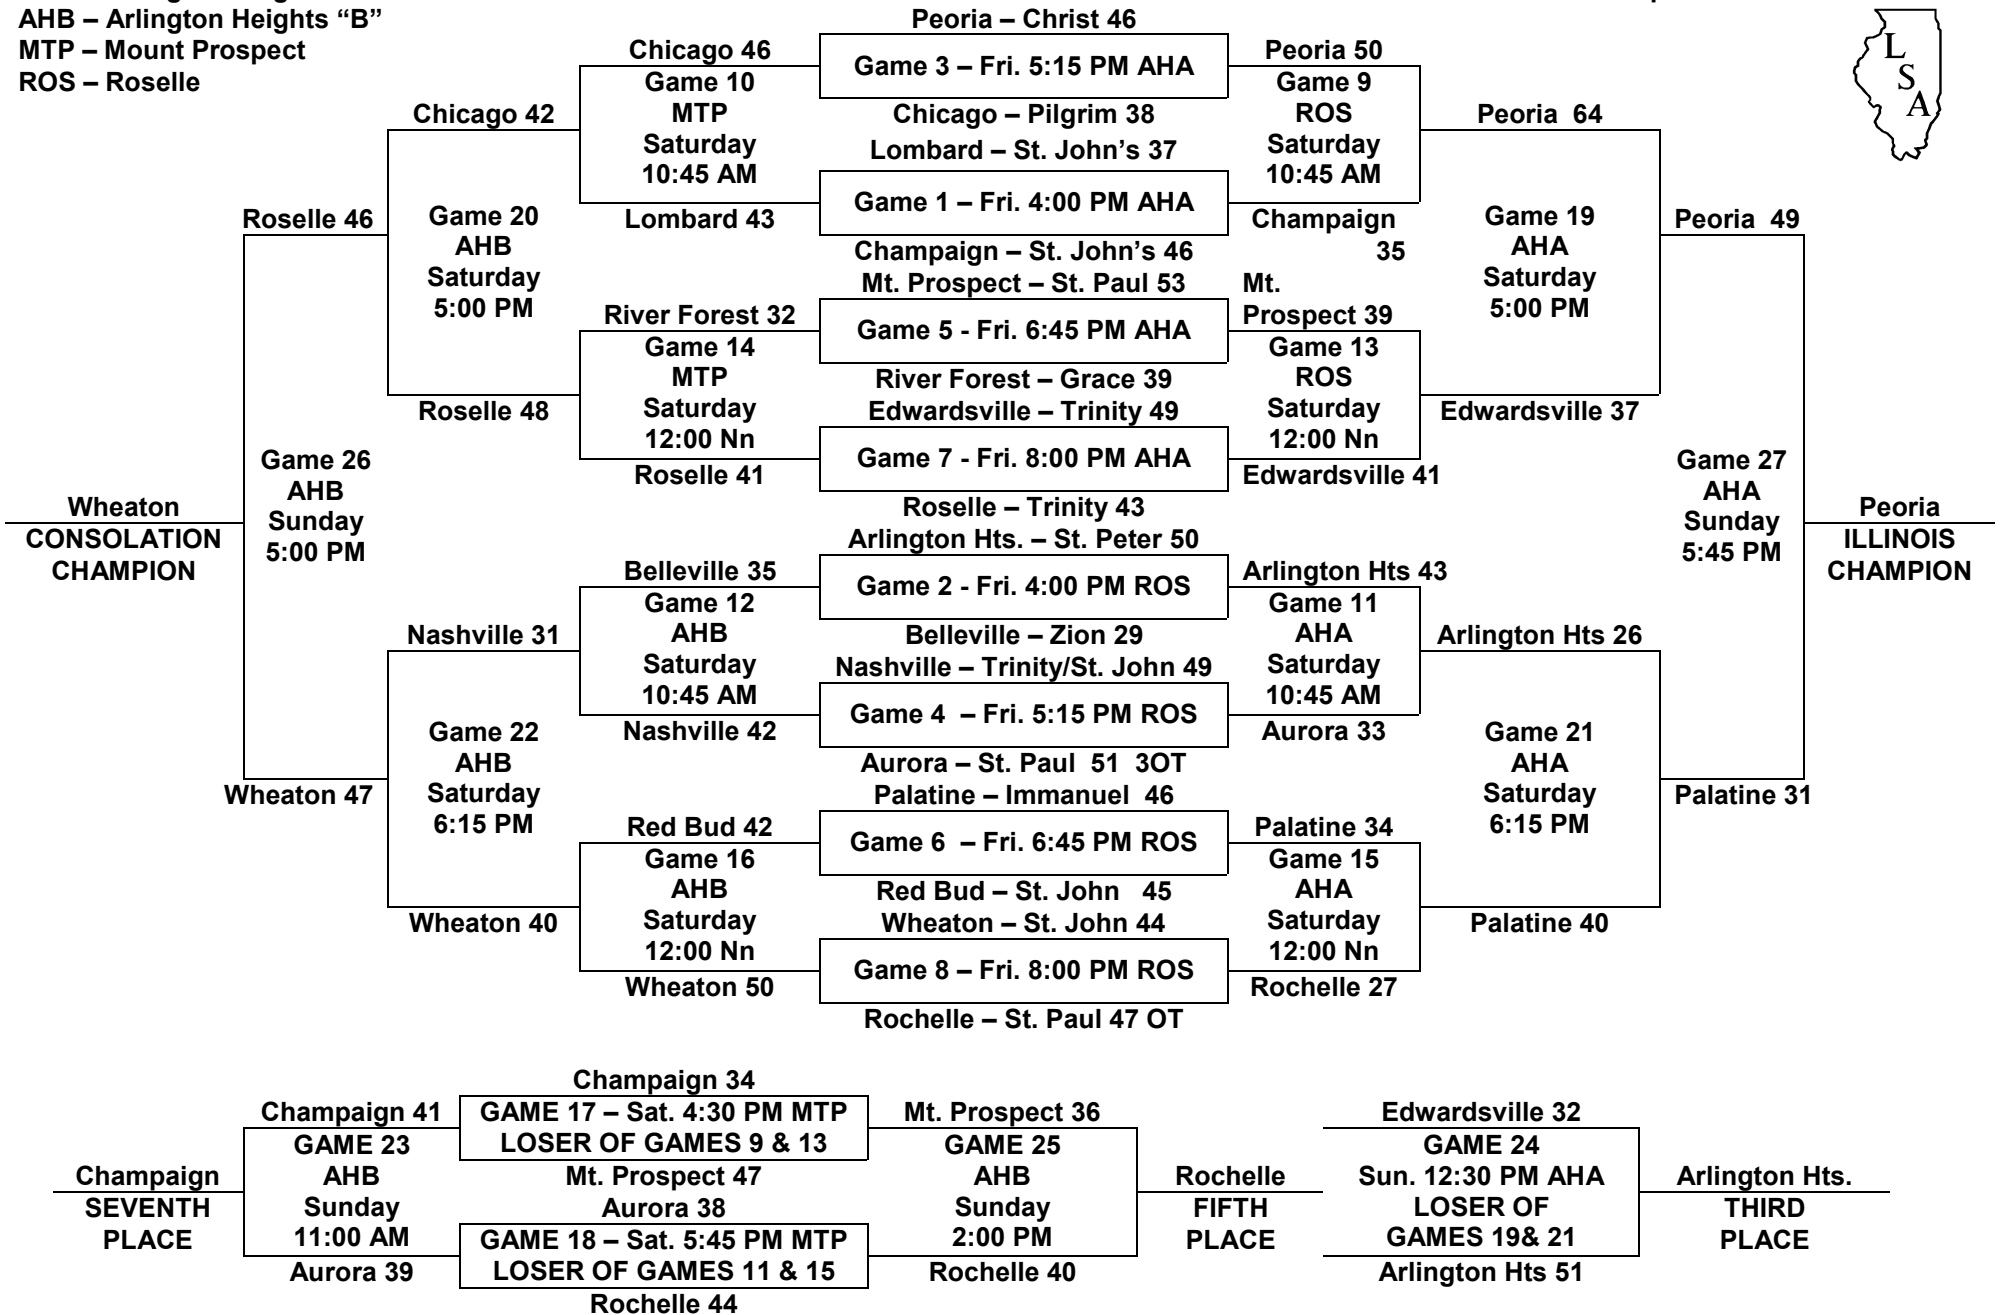 AHB – Arlington Heights “B”
MTP – Mount Prospect
ROS – Roselle
L
S
A
Peoria – Christ 46
Game 3 – Fri. 5:15 PM AHA
Chicago – Pilgrim 38
Lombard – St. John’s 37
Game 1 – Fri. 4:00 PM AHA
Champaign – St. John’s 46
Mt. Prospect – St. Paul 53
Game 5 - Fri. 6:45 PM AHA
River Forest – Grace 39
Edwardsville – Trinity 49
Game 7 - Fri. 8:00 PM AHA
Roselle – Trinity 43
Arlington Hts. – St. Peter 50
Game 2 - Fri. 4:00 PM ROS
Belleville – Zion 29
Nashville – Trinity/St. John 49
Game 4 – Fri. 5:15 PM ROS
Aurora – St. Paul 51 3OT
Palatine – Immanuel 46
Game 6 – Fri. 6:45 PM ROS
Red Bud – St. John 45
Wheaton – St. John 44
Game 8 – Fri. 8:00 PM ROS
Rochelle – St. Paul 47 OT
Chicago 46
Game 10
MTP
Saturday
10:45 AM
Lombard 43
River Forest 32
Game 14
MTP
Saturday
12:00 Nn
Roselle 41
Belleville 35
Game 12
AHB
Saturday
10:45 AM
Nashville 42
Red Bud 42
Game 16
AHB
Saturday
12:00 Nn
Wheaton 50
Chicago 42
Game 20
AHB
Saturday
5:00 PM
Roselle 48
Nashville 31
Game 22
AHB
Saturday
6:15 PM
Wheaton 40
Roselle 46
Game 26
AHB
Sunday
5:00 PM
Wheaton 47
Wheaton
CONSOLATION
CHAMPION
Peoria 50
Game 9
ROS
Saturday
10:45 AM
Champaign
35
Mt.
Prospect 39
Game 13
ROS
Saturday
12:00 Nn
Edwardsville 41
Arlington Hts 43
Game 11
AHA
Saturday
10:45 AM
Aurora 33
Palatine 34
Game 15
AHA
Saturday
12:00 Nn
Rochelle 27
Peoria 64
Game 19
AHA
Saturday
5:00 PM
Edwardsville 37
Arlington Hts 26
Game 21
AHA
Saturday
6:15 PM
Palatine 40
Peoria 49
Game 27
AHA
Sunday
5:45 PM
Palatine 31
Peoria
ILLINOIS
CHAMPION
Champaign 34
GAME 17 – Sat. 4:30 PM MTP
LOSER OF GAMES 9 & 13
Mt. Prospect 47
Aurora 38
GAME 18 – Sat. 5:45 PM MTP
LOSER OF GAMES 11 & 15
Rochelle 44
Champaign 41
GAME 23
AHB
Sunday
11:00 AM
Aurora 39
Champaign
SEVENTH
PLACE
Mt. Prospect 36
GAME 25
AHB
Sunday
2:00 PM
Rochelle 40
Rochelle
FIFTH
PLACE
Edwardsville 32
GAME 24
Sun. 12:30 PM AHA
LOSER OF
GAMES 19& 21
Arlington Hts 51
Arlington Hts.
THIRD
PLACE